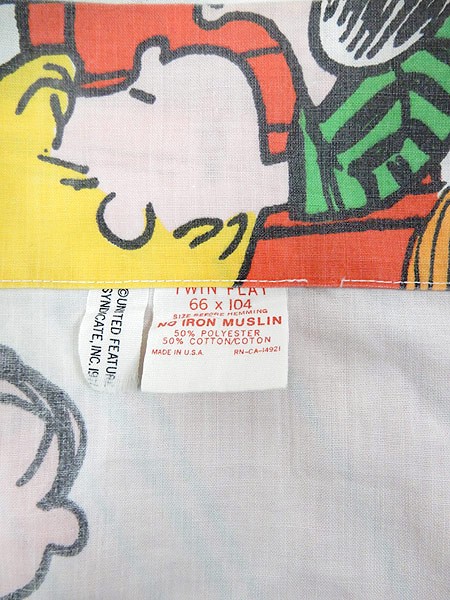 ©UNITED FEATURE
SYNDICATE, INC. 19
TWIN FLAT
66 x 104
SIZE BEFORE HEMMING
NO IRON MUSLIN
50% POLYESTER
50% COTTON/COTON
MADE IN U.S.A. RN-CA-14921